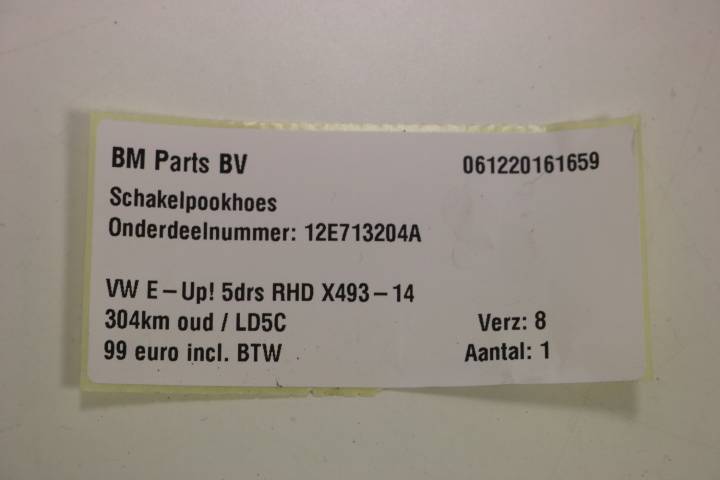 BM Parts BV 061220161659
Schakelpookhoes
Onderdeelnummer: 12E713204A
VW E-Up! 5drs RHD X493-14
304km oud / LD5C Verz: 8
99 euro incl. BTW Aantal: 1